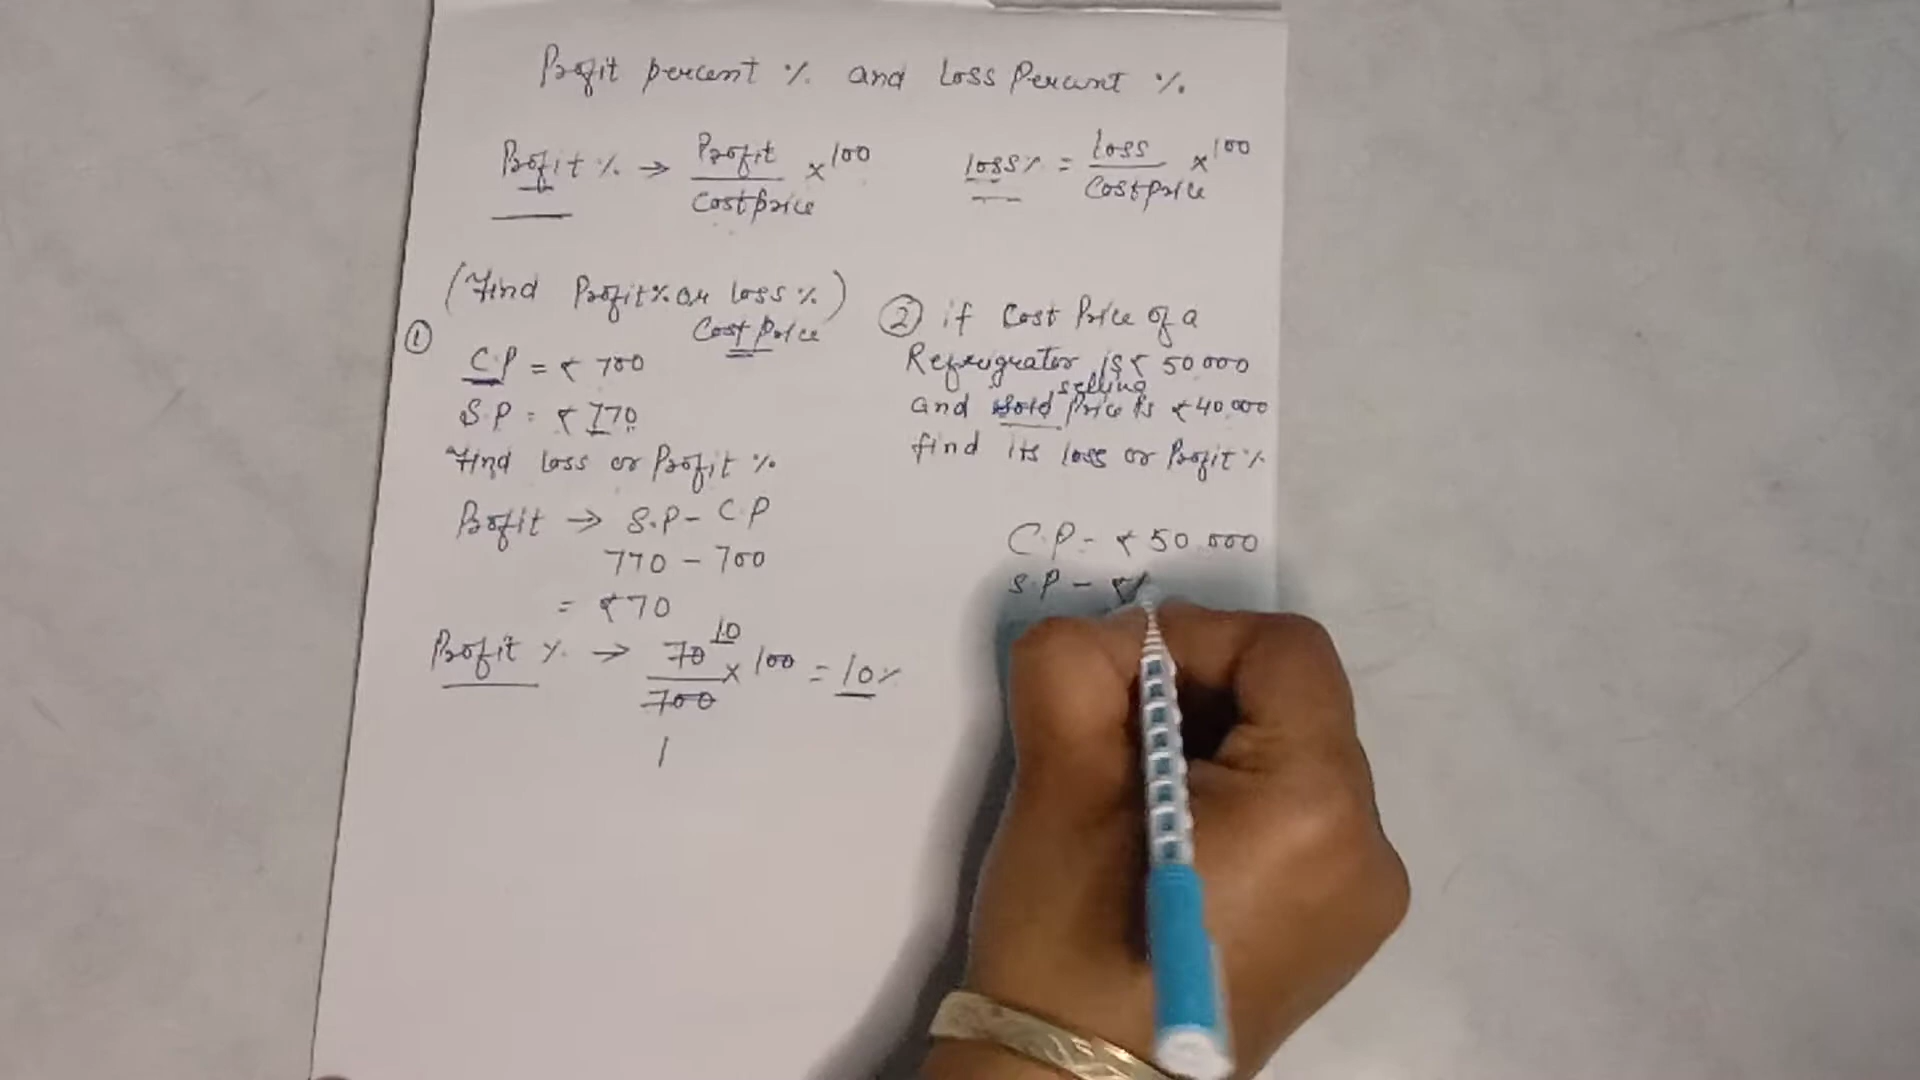 Profit percent % and Loss Percent %
Profit % → Profit / Cost price × 100
loss % = Loss / Cost price × 100
(Find Profit % or loss %)
Cost price
①
C.P = ₹ 700
S.P = ₹ 770
Find loss or Profit %
Profit → S.P - C.P
770 - 700
= ₹70
Profit % → 70 / 700 × 100 = 10%
10
1
② if Cost Price of a
Refrigrator is ₹ 50 000
selling
and sold Price is ₹40 000
find its loss or Profit %
C.P - ₹ 50 000
S.P - ₹